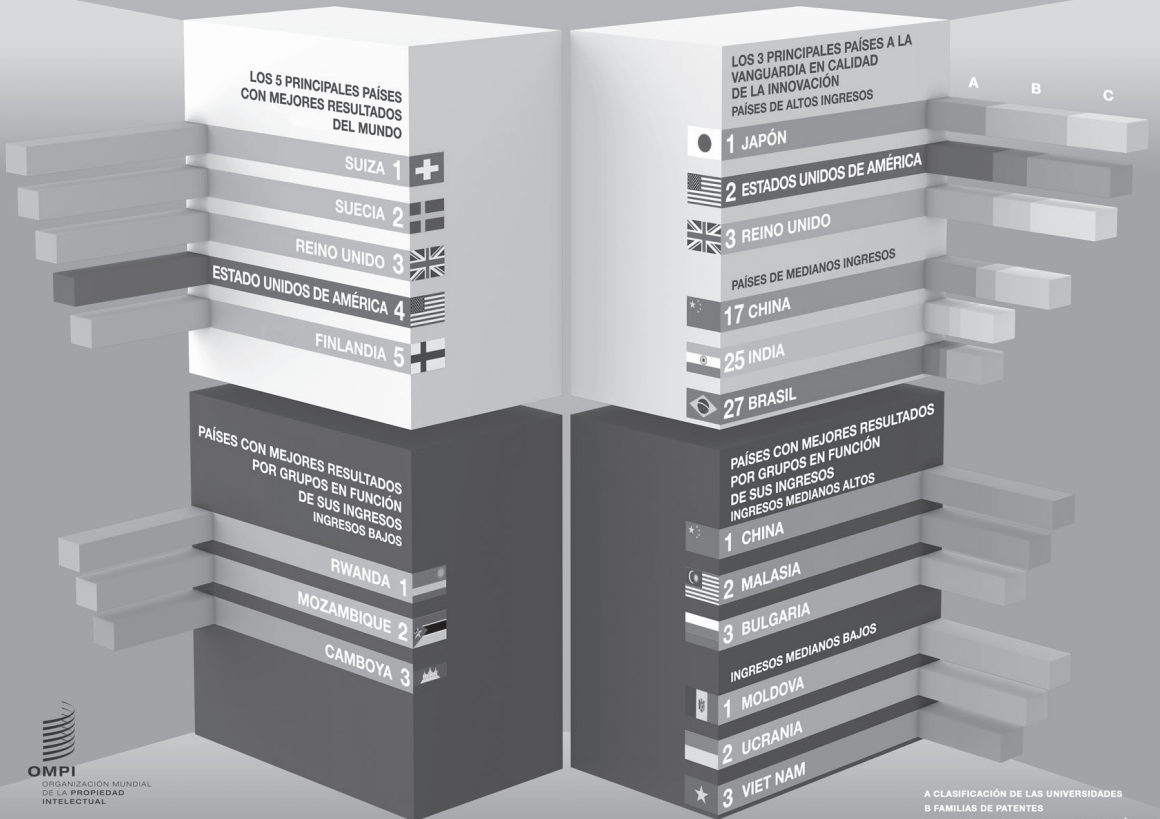 LOS 5 PRINCIPALES PAÍSES
CON MEJORES RESULTADOS
DEL MUNDO
SUIZA 1
SUECIA 2
REINO UNIDO 3
ESTADO UNIDOS DE AMÉRICA 4
FINLANDIA 5
LOS 3 PRINCIPALES PAÍSES A LA
VANGUARDIA EN CALIDAD
DE LA INNOVACIÓN
PAÍSES DE ALTOS INGRESOS
A B C
1 JAPÓN
2 ESTADOS UNIDOS DE AMÉRICA
3 REINO UNIDO
PAÍSES DE MEDIANOS INGRESOS
17 CHINA
25 INDIA
27 BRASIL
PAÍSES CON MEJORES RESULTADOS
POR GRUPOS EN FUNCIÓN
DE SUS INGRESOS
INGRESOS BAJOS
RWANDA 1
MOZAMBIQUE 2
CAMBOYA 3
PAÍSES CON MEJORES RESULTADOS
POR GRUPOS EN FUNCIÓN
DE SUS INGRESOS
INGRESOS MEDIANOS ALTOS
1 CHINA
2 MALASIA
3 BULGARIA
INGRESOS MEDIANOS BAJOS
1 MOLDOVA
2 UCRANIA
3 VIET NAM
OMPI
ORGANIZACIÓN MUNDIAL
DE LA PROPIEDAD
INTELECTUAL
A CLASIFICACIÓN DE LAS UNIVERSIDADES
B FAMILIAS DE PATENTES